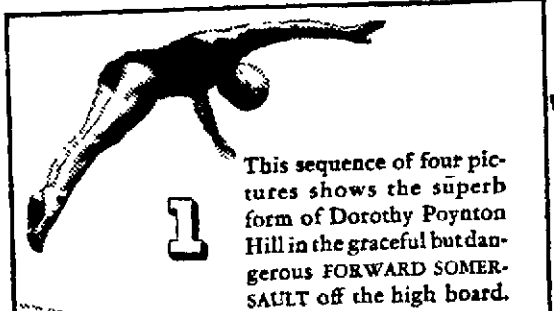 1
This sequence of four pic-
tures shows the superb
form of Dorothy Poynton
Hill in the graceful but dan-
gerous FORWARD SOMER-
SAULT off the high board.